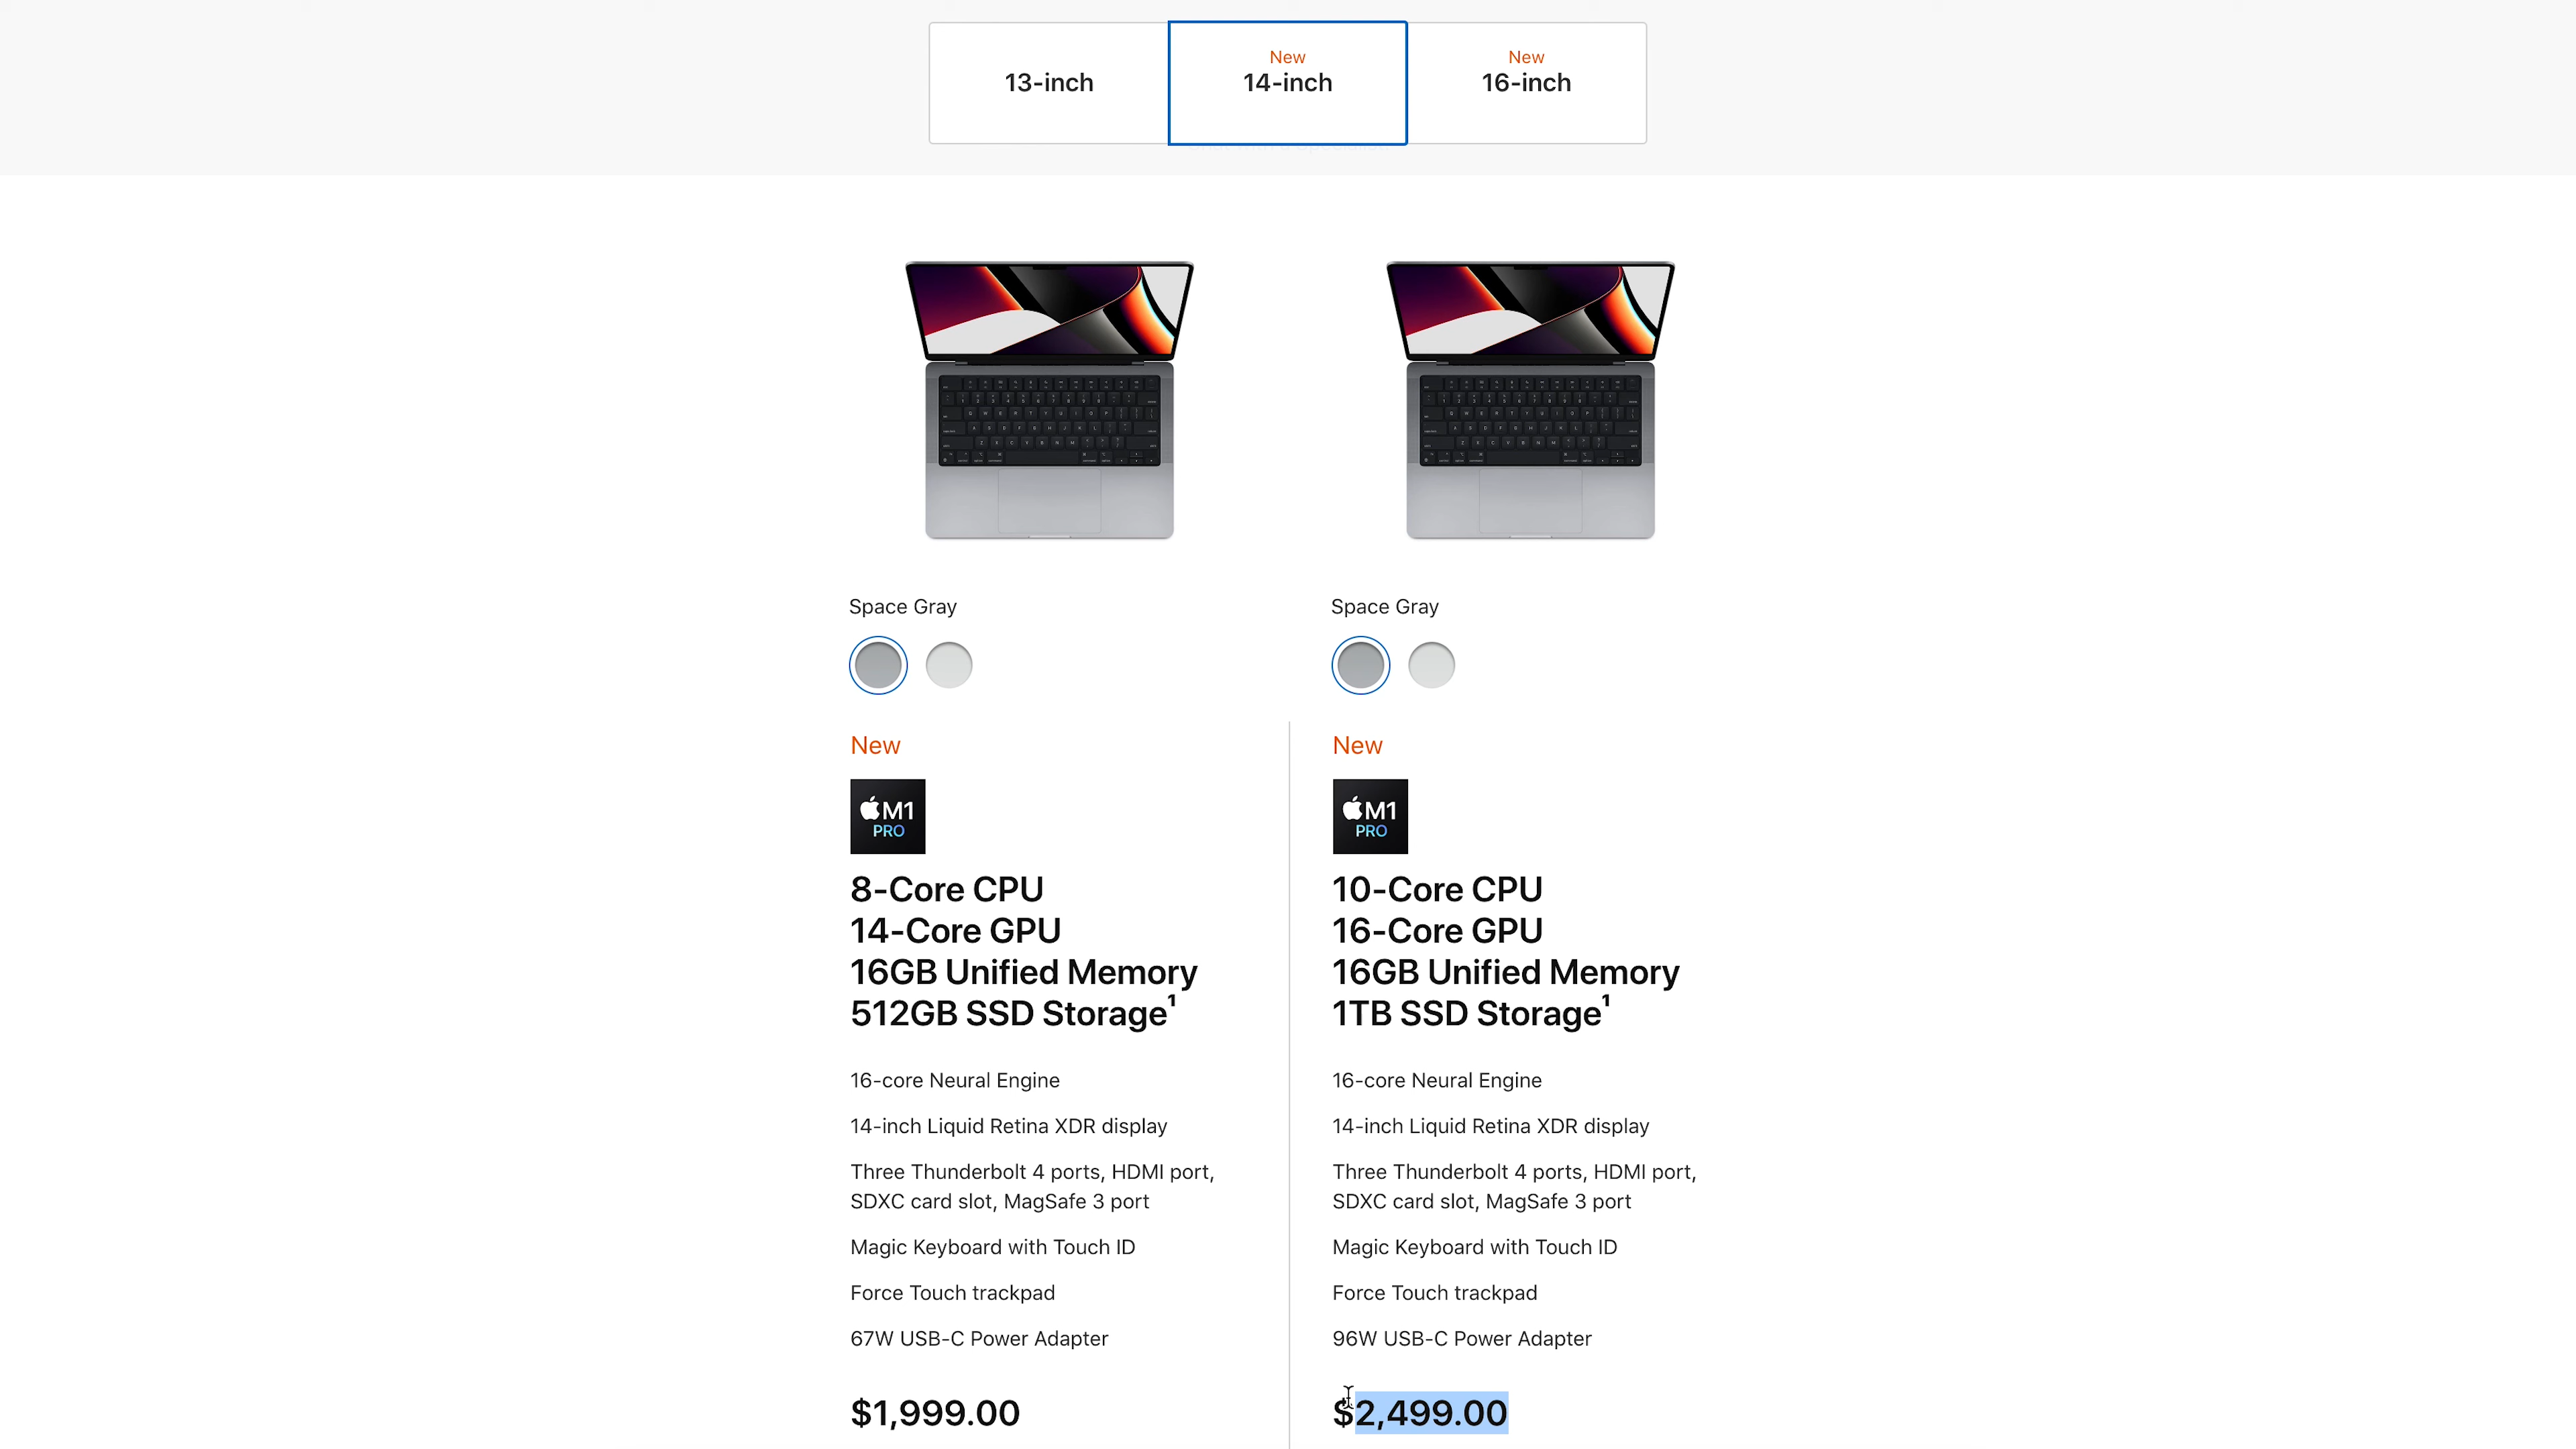 13-inch
New
14-inch
New
16-inch
Space Gray
New
M1
PRO
8-Core CPU
14-Core GPU
16GB Unified Memory
512GB SSD Storage¹
16-core Neural Engine
14-inch Liquid Retina XDR display
Three Thunderbolt 4 ports, HDMI port,
SDXC card slot, MagSafe 3 port
Magic Keyboard with Touch ID
Force Touch trackpad
67W USB-C Power Adapter
$1,999.00
Space Gray
New
M1
PRO
10-Core CPU
16-Core GPU
16GB Unified Memory
1TB SSD Storage¹
16-core Neural Engine
14-inch Liquid Retina XDR display
Three Thunderbolt 4 ports, HDMI port,
SDXC card slot, MagSafe 3 port
Magic Keyboard with Touch ID
Force Touch trackpad
96W USB-C Power Adapter
$2,499.00